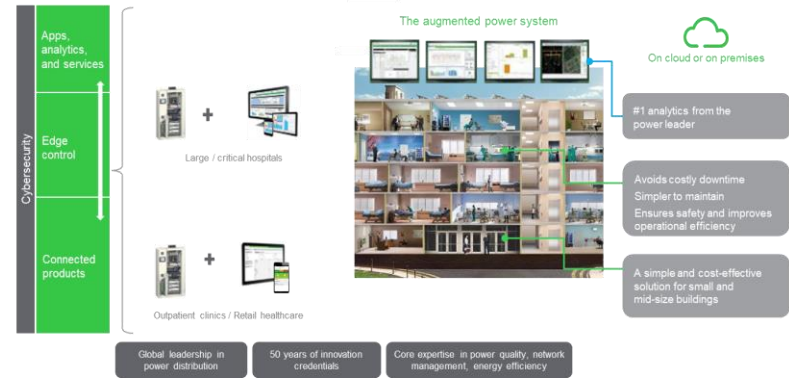 Cybersecurity
Apps,
analytics,
and services
Edge
control
Connected
products
Large / critical hospitals
Outpatient clinics / Retail healthcare
The augmented power system
On cloud or on premises
#1 analytics from the
power leader
Avoids costly downtime
Simpler to maintain
Ensures safety and improves
operational efficiency
A simple and cost-effective
solution for small and
mid-size buildings
Global leadership in
power distribution
50 years of innovation
credentials
Core expertise in power quality, network
management, energy efficiency